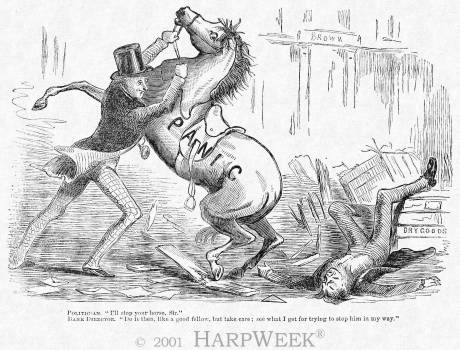 BROWN
PANIC
DRY GOODS
POLITICIAN. "I'll stop your horse, Sir."
BANK DIRECTOR. "Do it then, like a good fellow, but take care; see what I got for trying to stop him in my way."
© 2001 HARPWEEK®